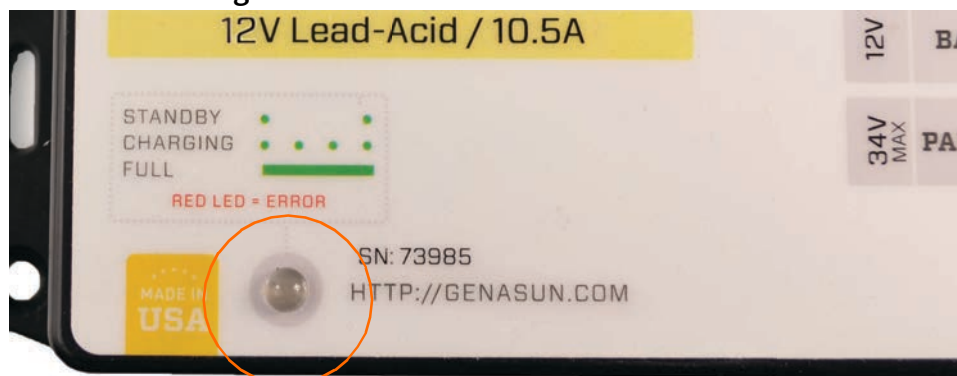 12V Lead-Acid / 10.5A
STANDBY
CHARGING
FULL
RED LED = ERROR
SN: 73985
HTTP://GENASUN.COM
MADE IN
USA
12V
34V
MAX